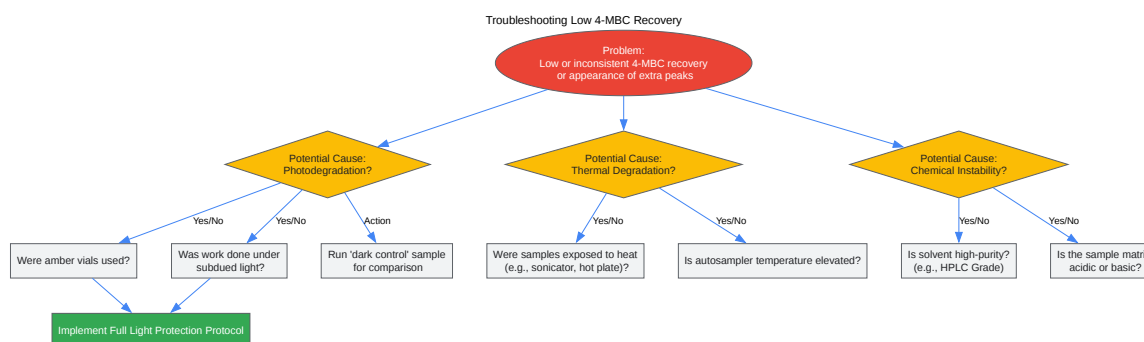 Troubleshooting Low 4-MBC Recovery
Problem:
Low or inconsistent 4-MBC recovery
or appearance of extra peaks
Potential Cause:
Photodegradation?
Potential Cause:
Thermal Degradation?
Potential Cause:
Chemical Instability?
Yes/No
Yes/No
Action
Yes/No
Yes/No
Yes/No
Yes/No
Were amber vials used?
Was work done under
subdued light?
Run 'dark control' sample
for comparison
Were samples exposed to heat
(e.g., sonicator, hot plate)?
Is autosampler temperature elevated?
Is solvent high-purity?
(e.g., HPLC Grade)
Is the sample matri
acidic or basic?
Implement Full Light Protection Protocol